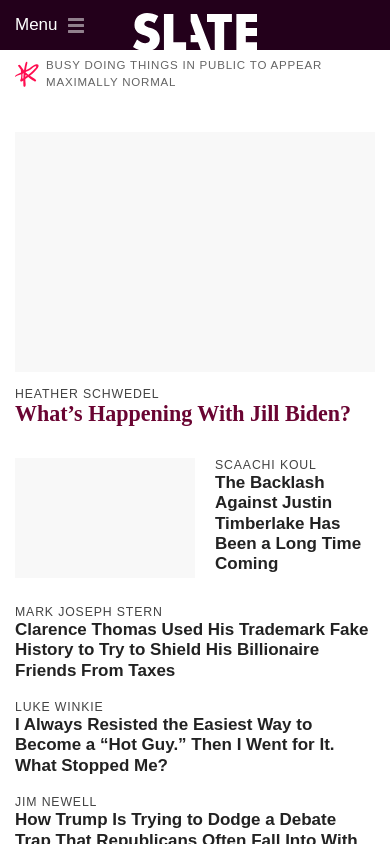 Menu
SLATE
BUSY DOING THINGS IN PUBLIC TO APPEAR
MAXIMALLY NORMAL
HEATHER SCHWEDEL
What’s Happening With Jill Biden?
SCAACHI KOUL
The Backlash
Against Justin
Timberlake Has
Been a Long Time
Coming
MARK JOSEPH STERN
Clarence Thomas Used His Trademark Fake
History to Try to Shield His Billionaire
Friends From Taxes
LUKE WINKIE
I Always Resisted the Easiest Way to
Become a “Hot Guy.” Then I Went for It.
What Stopped Me?
JIM NEWELL
How Trump Is Trying to Dodge a Debate
Trap That Republicans Often Fall Into With